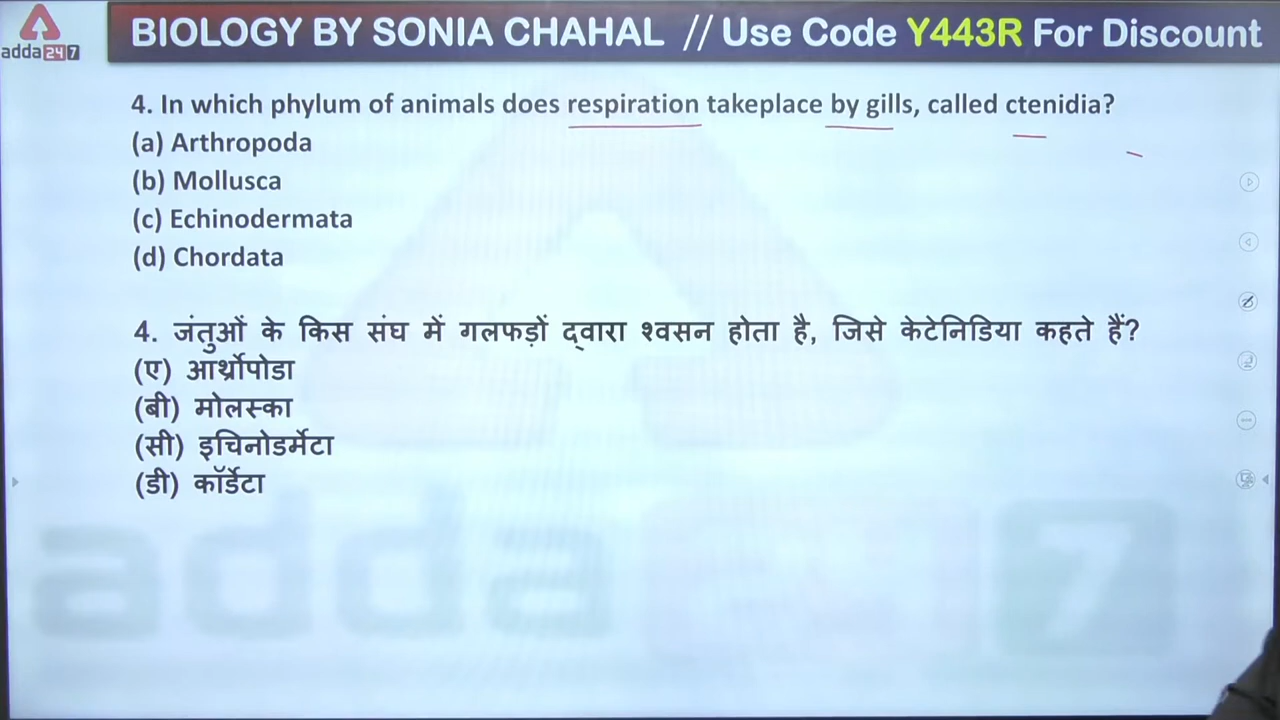 BIOLOGY BY SONIA CHAHAL // Use Code Y443R For Discount
adda247
4. In which phylum of animals does respiration takeplace by gills, called ctenidia?
(a) Arthropoda
(b) Mollusca
(c) Echinodermata
(d) Chordata
4. जंतुओं के किस संघ में गलफड़ों द्वारा श्वसन होता है, जिसे केटेनिडिया कहते हैं?
(ए) आर्थ्रोपोडा
(बी) मोलस्का
(सी) इचिनोडर्मेटा
(डी) कॉर्डेटा
adda247